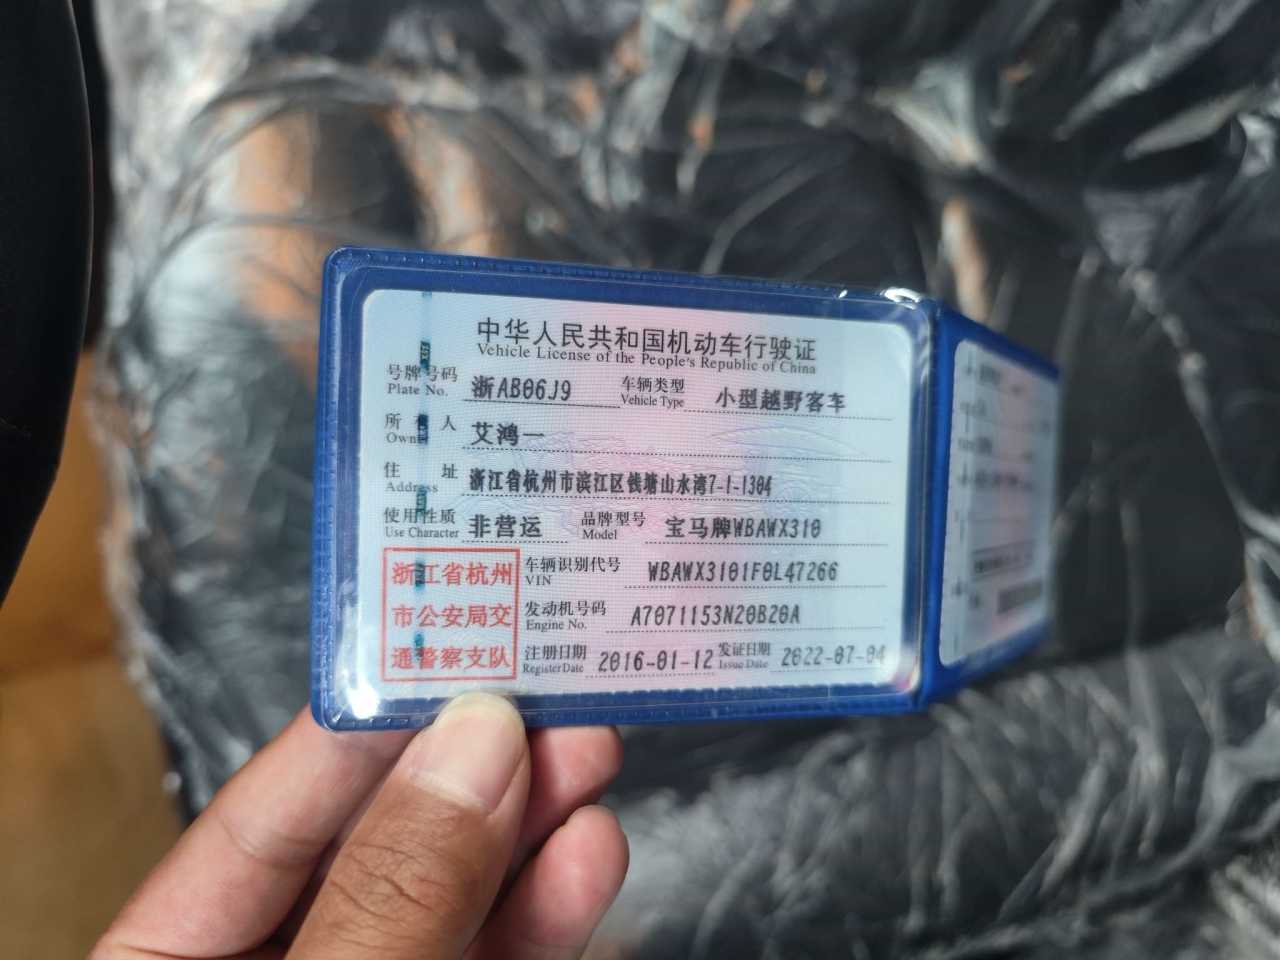 中华人民共和国机动车行驶证
Vehicle License of the People's Republic of China
号牌号码 Plate No. 浙AB06J9 车辆类型 Vehicle Type 小型越野客车
所有人 Owner 艾鸿一
住址 Address 浙江省杭州市滨江区钱塘山水湾7-1-1304
使用性质 Use Character 非营运 品牌型号 Model 宝马牌WBAWX310
浙江省杭州
市公安局交
通警察支队
车辆识别代号 VIN WBAWX3101F0L47266
发动机号码 Engine No. A7071153N20B20A
注册日期 Register Date 2016-01-12 发证日期 Issue Date 2022-07-04